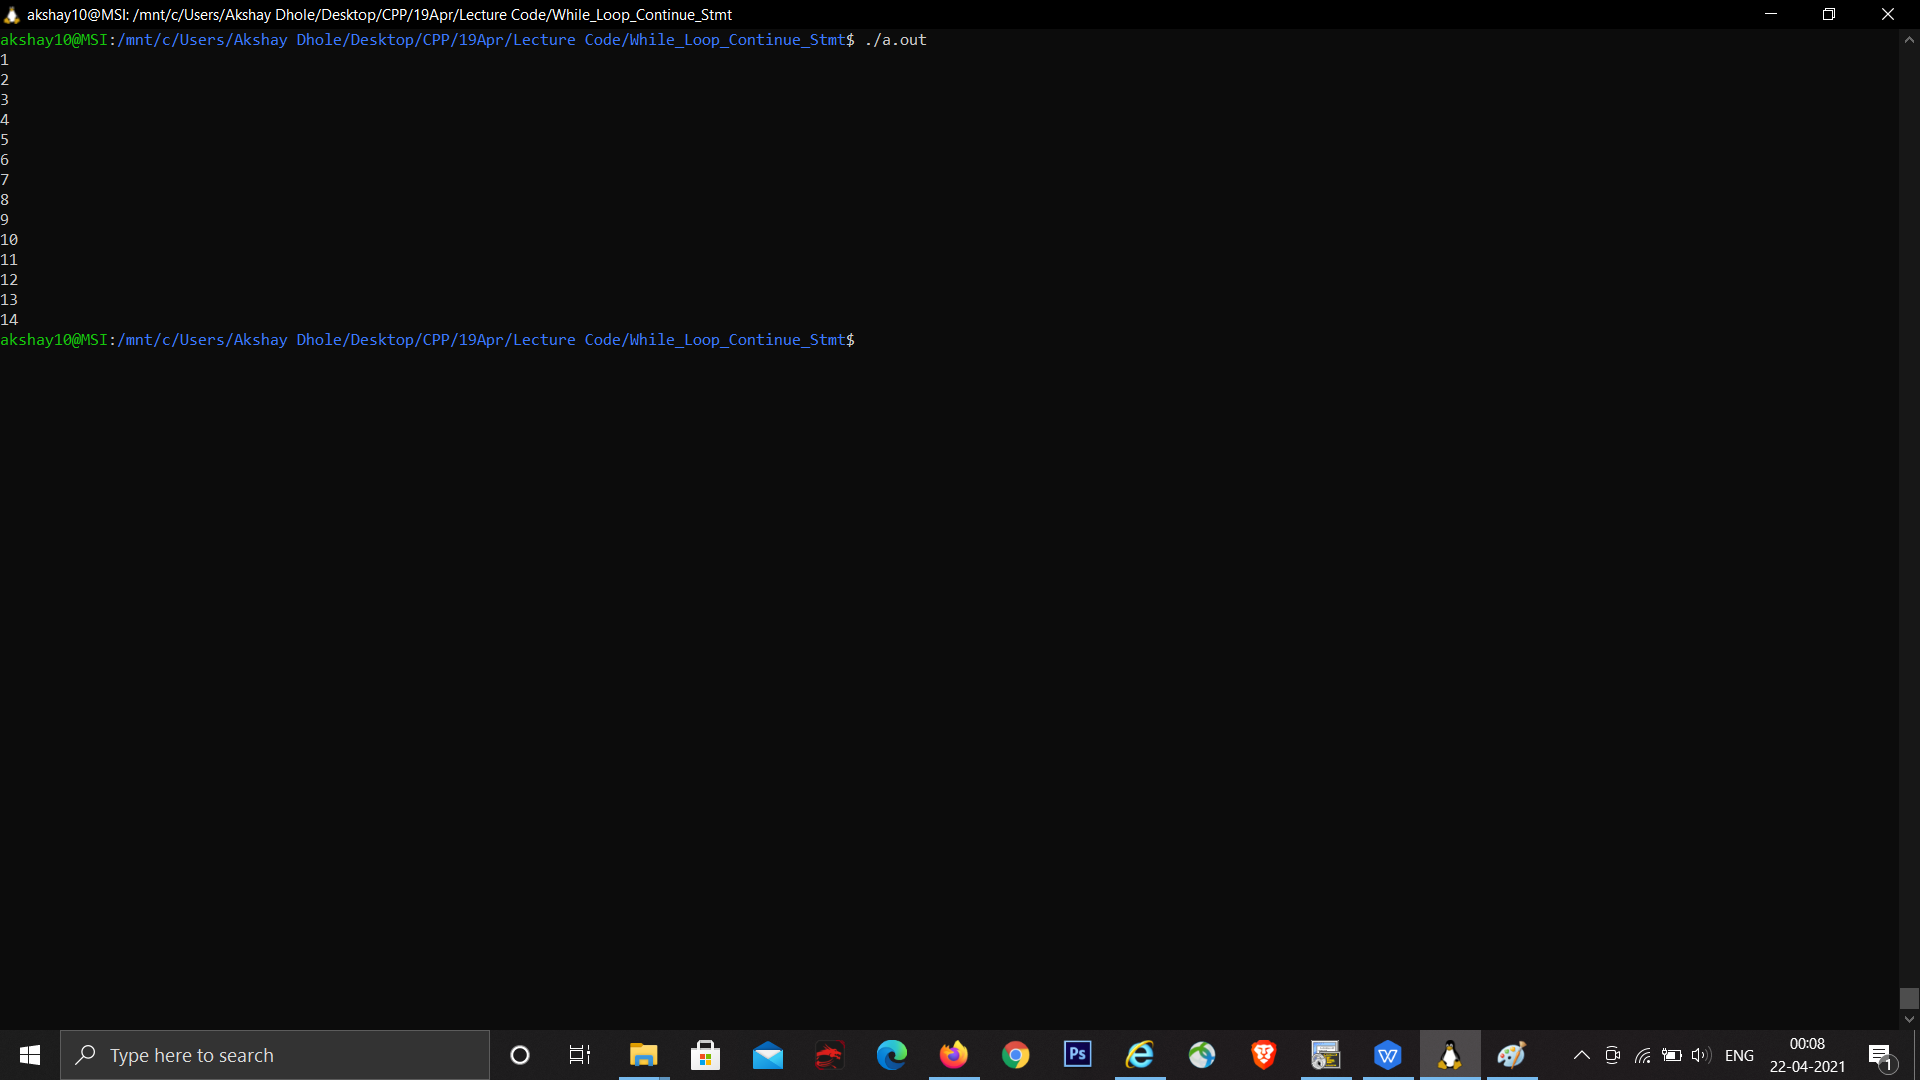 akshay10@MSI: /mnt/c/Users/Akshay Dhole/Desktop/CPP/19Apr/Lecture Code/While_Loop_Continue_Stmt
akshay10@MSI:/mnt/c/Users/Akshay Dhole/Desktop/CPP/19Apr/Lecture Code/While_Loop_Continue_Stmt$ ./a.out
1
2
3
4
5
6
7
8
9
10
11
12
13
14
akshay10@MSI:/mnt/c/Users/Akshay Dhole/Desktop/CPP/19Apr/Lecture Code/While_Loop_Continue_Stmt$
Type here to search
Ps
W
ENG
00:08
22-04-2021
1